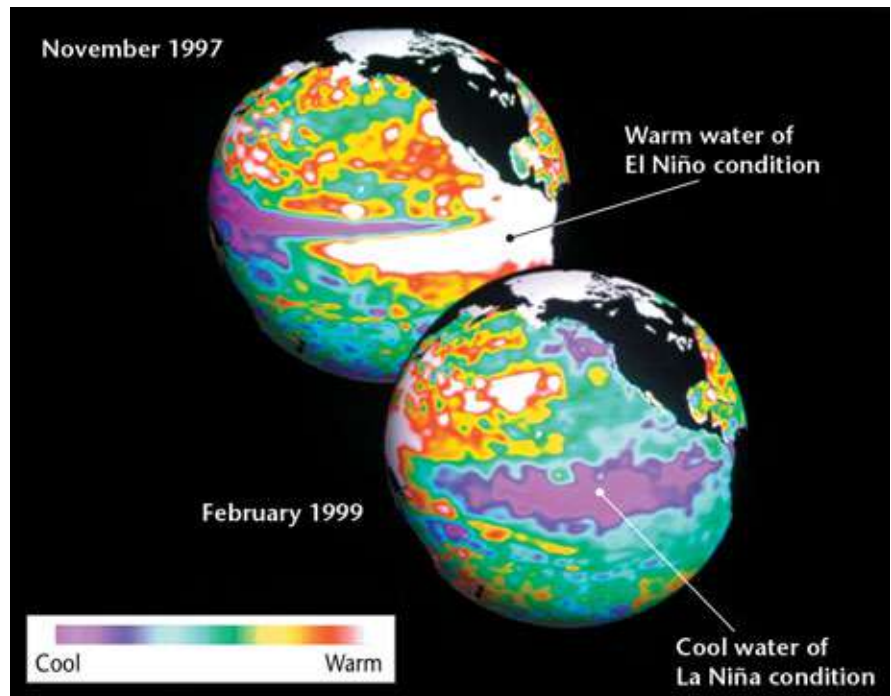 November 1997
Warm water of
El Niño condition
February 1999
Cool
Warm
Cool water of
La Niña condition